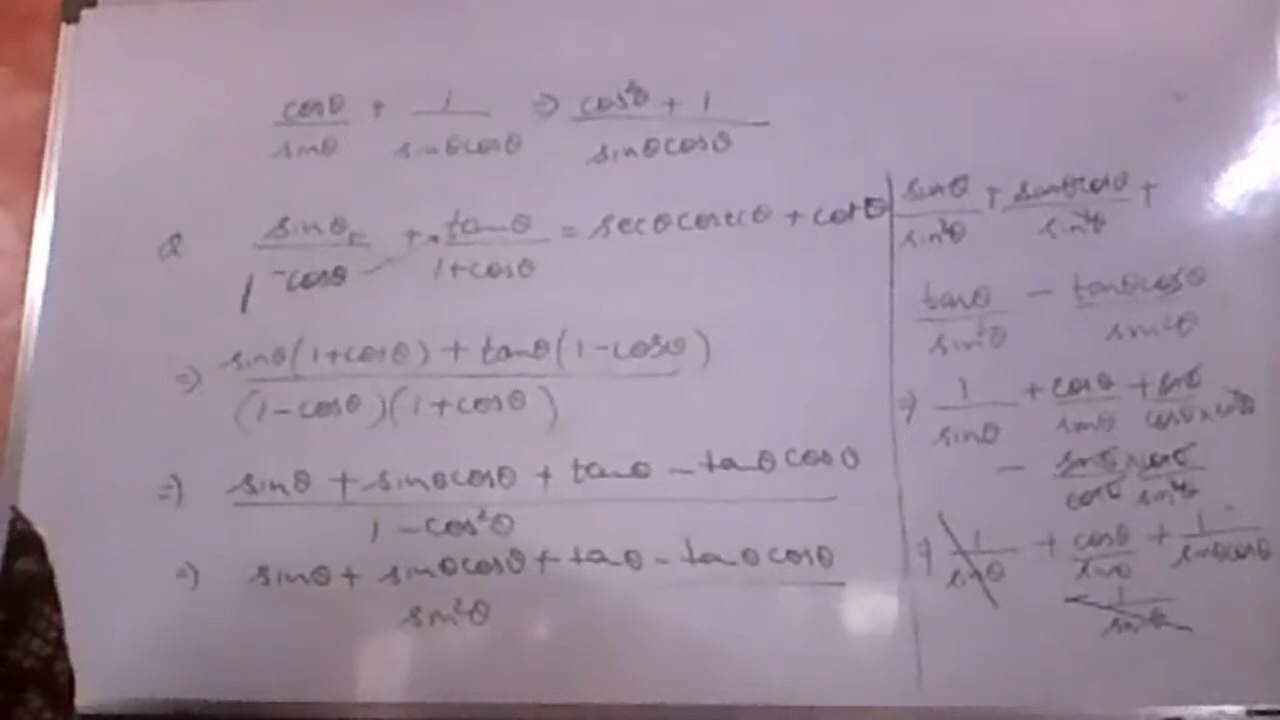 cosθ/sinθ + 1/sinθcosθ ⇒ cos²θ + 1/sinθcosθ
Q sinθ/1-cosθ + tanθ/1+cosθ = secθcosecθ + cotθ
⇒) sinθ(1+cosθ) + tanθ(1-cosθ)/(1-cosθ)(1+cosθ)
⇒) sinθ + sinθcosθ + tanθ - tanθcosθ/1-cos²θ
⇒) sinθ + sinθcosθ + tanθ - tanθcosθ/sin²θ
sinθ/sin²θ + sinθcosθ/sin²θ +
tanθ/sin²θ - tanθcosθ/sin²θ
⇒) 1/sinθ + cosθ/sinθ +
-
⇒) 1/sinθ + cosθ/sinθ + 1/sinθcosθ